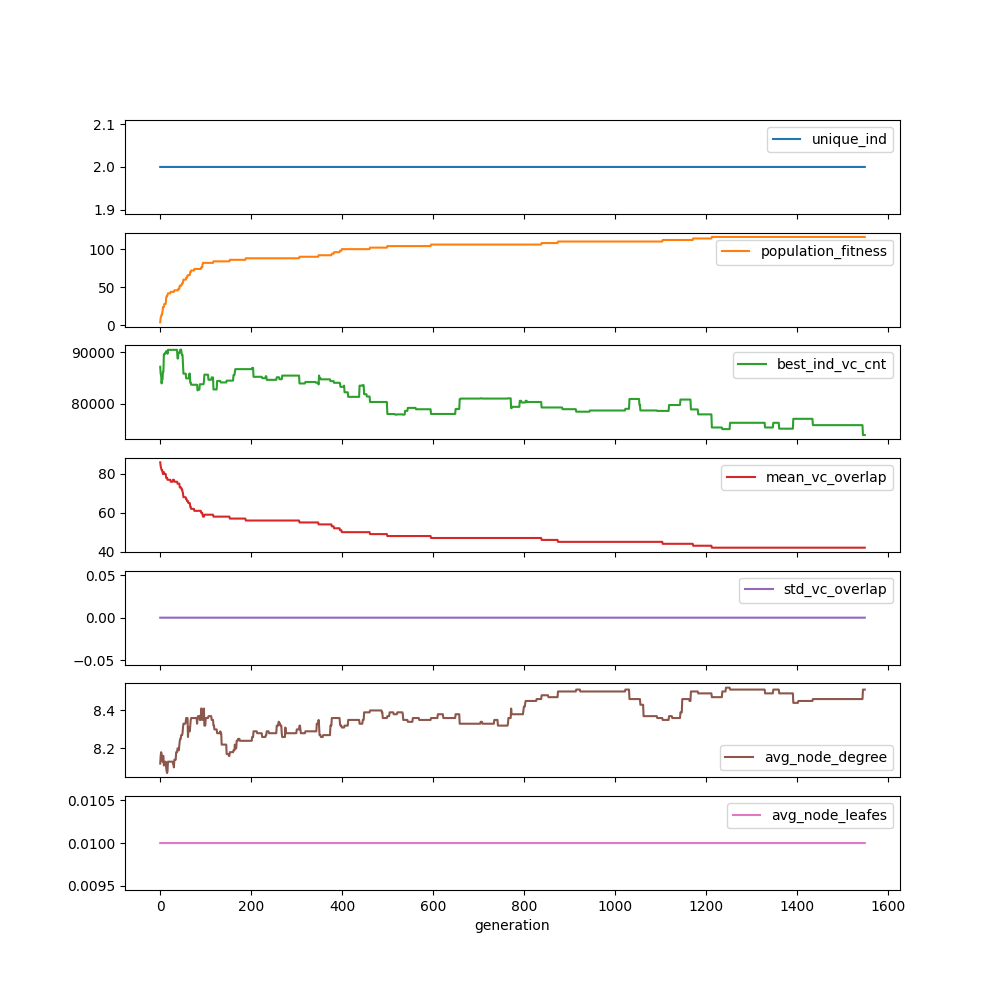 2.1
2.0
1.9
unique_ind
100
50
0
population_fitness
90000
80000
best_ind_vc_cnt
80
60
40
mean_vc_overlap
0.05
0.00
−0.05
std_vc_overlap
8.4
8.2
avg_node_degree
0.0105
0.0100
0.0095
avg_node_leafes
0 200 400 600 800 1000 1200 1400 1600
generation